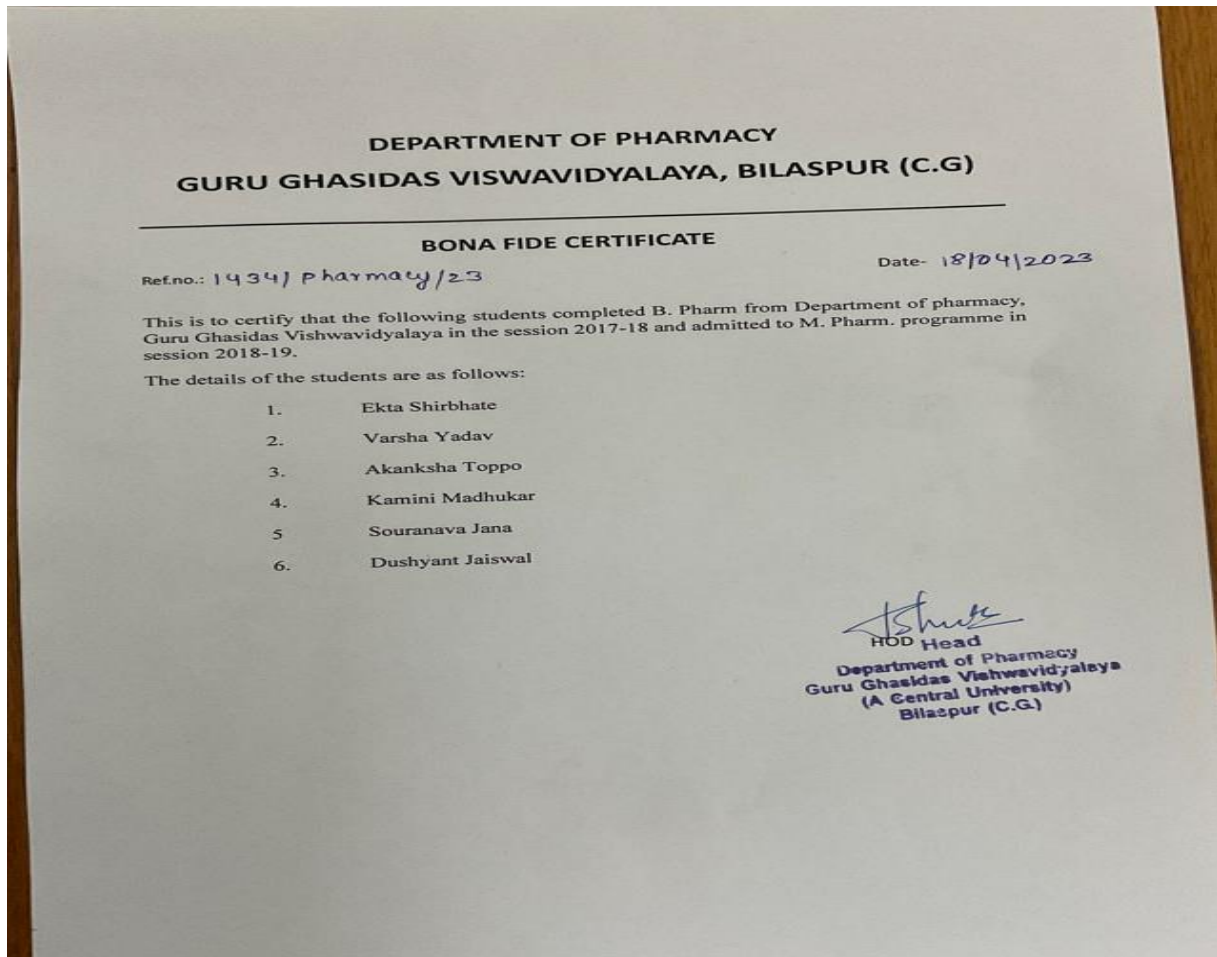 DEPARTMENT OF PHARMACY
GURU GHASIDAS VISWAVIDYALAYA, BILASPUR (C.G)
BONA FIDE CERTIFICATE
Ref.no.: 1434/ Pharmacy/23
Date- 18/04/2023
This is to certify that the following students completed B. Pharm from Department of pharmacy,
Guru Ghasidas Vishwavidyalaya in the session 2017-18 and admitted to M. Pharm. programme in
session 2018-19.
The details of the students are as follows:
1. Ekta Shirbhate
2. Varsha Yadav
3. Akanksha Toppo
4. Kamini Madhukar
5 Souranava Jana
6. Dushyant Jaiswal
HOD Head
Department of Pharmacy
Guru Ghasidas Vishwavidyalaya
(A Central University)
Bilaspur (C.G.)